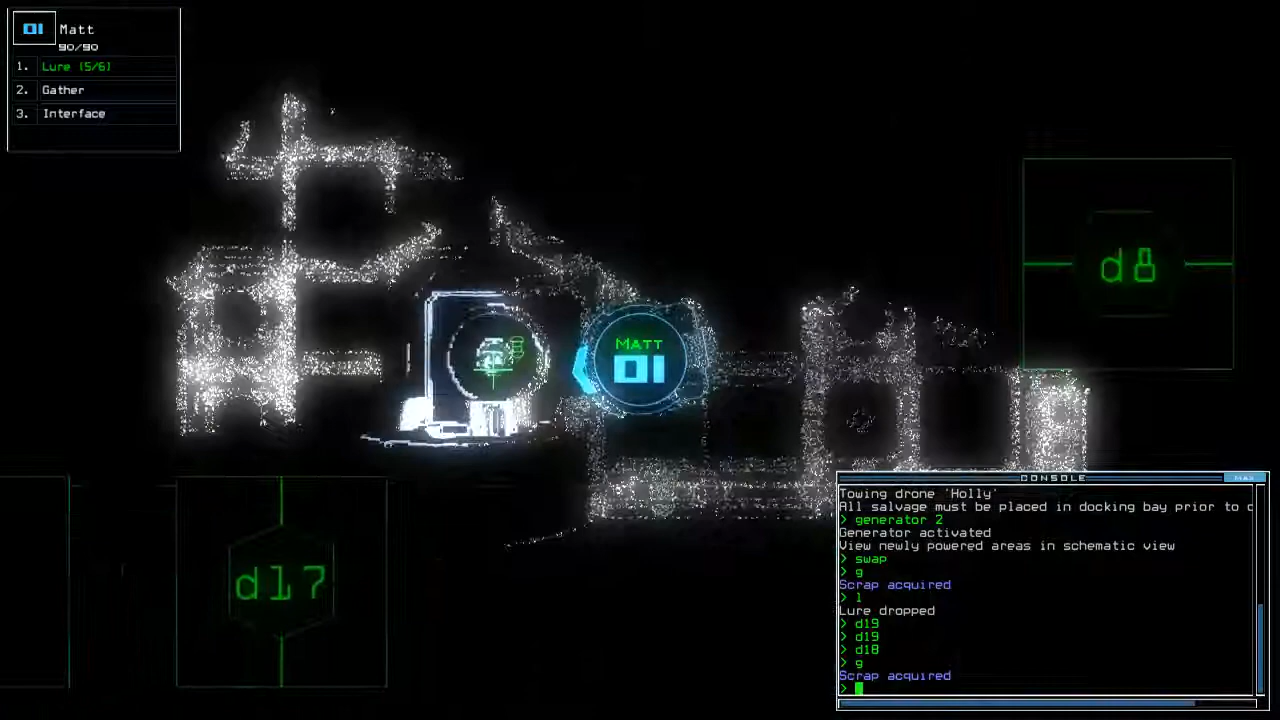 01 Matt
90/90
1. Lure (5/6)
2. Gather
3. Interface
d8
MATT
01
d17
CONSOLE
MAX
Towing drone 'Holly'
All salvage must be placed in docking bay prior to
> generator 2
Generator activated
View newly powered areas in schematic view
> swap
> g
Scrap acquired
> l
Lure dropped
> d19
> d19
> d18
> g
Scrap acquired
>